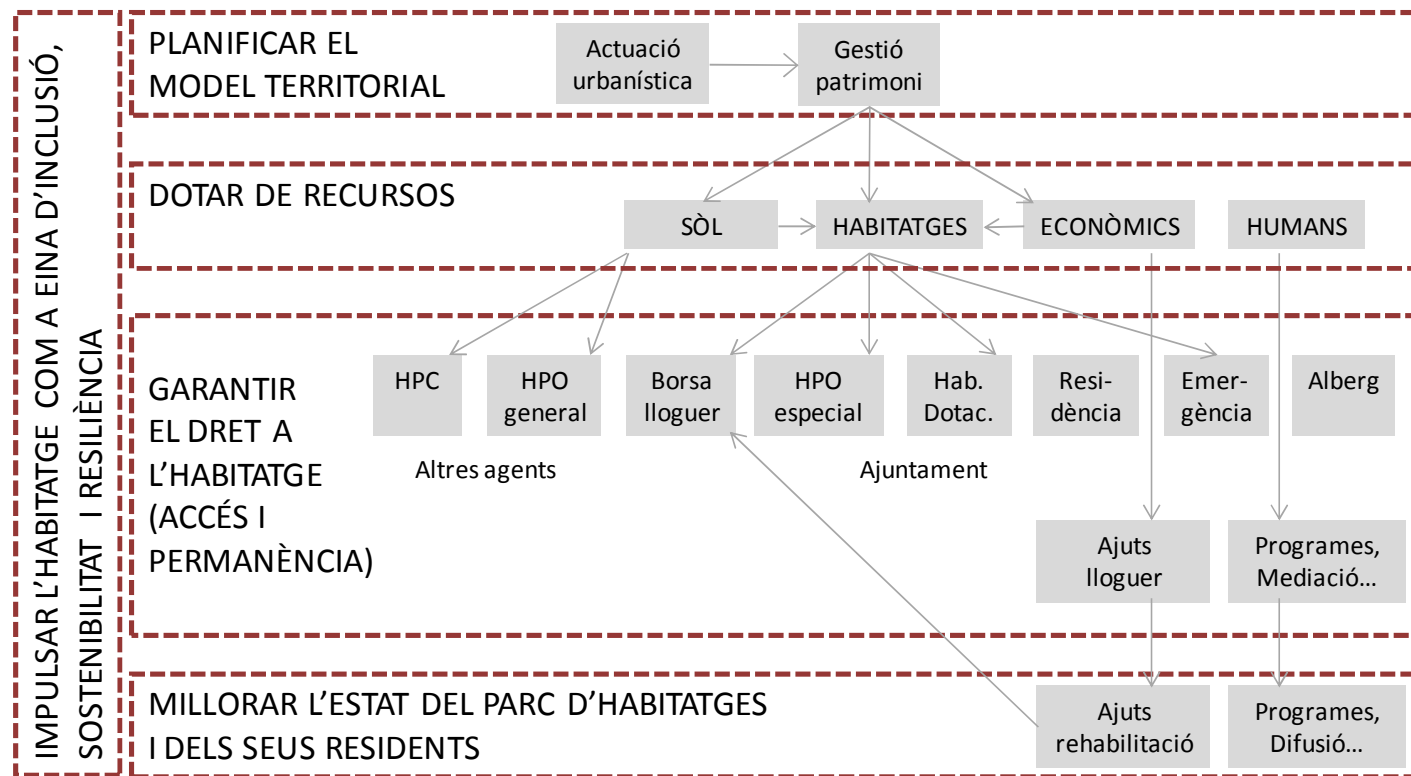 IMPULSAR L'HABITATGE COM A EINA D'INCLUSIÓ,
SOSTENIBILITAT I RESILIÈNCIA
PLANIFICAR EL
MODEL TERRITORIAL
Actuació
urbanística
Gestió
patrimoni
DOTAR DE RECURSOS
SÒL
HABITATGES
ECONÒMICS
HUMANS
GARANTIR
EL DRET A
L'HABITATGE
(ACCÉS I
PERMANÈNCIA)
HPC
HPO
general
Borsa
lloguer
HPO
especial
Hab.
Dotac.
Resi-
dència
Emer-
gència
Alberg
Altres agents
Ajuntament
Ajuts
lloguer
Programes,
Mediació…
MILLORAR L'ESTAT DEL PARC D'HABITATGES
I DELS SEUS RESIDENTS
Ajuts
rehabilitació
Programes,
Difusió…